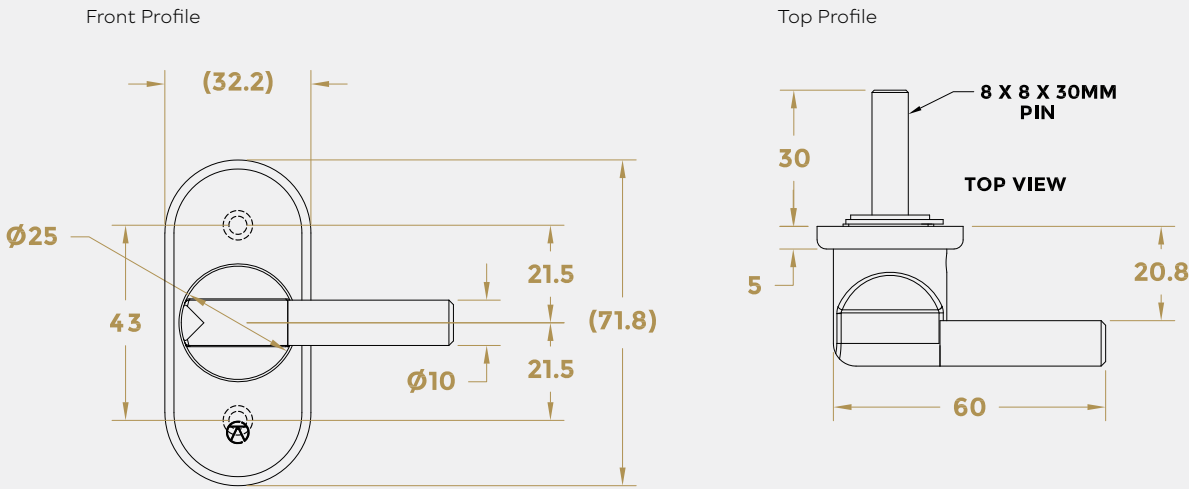 Front Profile
Top Profile
(32.2)
8 X 8 X 30MM
PIN
30
TOP VIEW
Ø25
21.5
5
20.8
43
(71.8)
21.5
Ø10
60